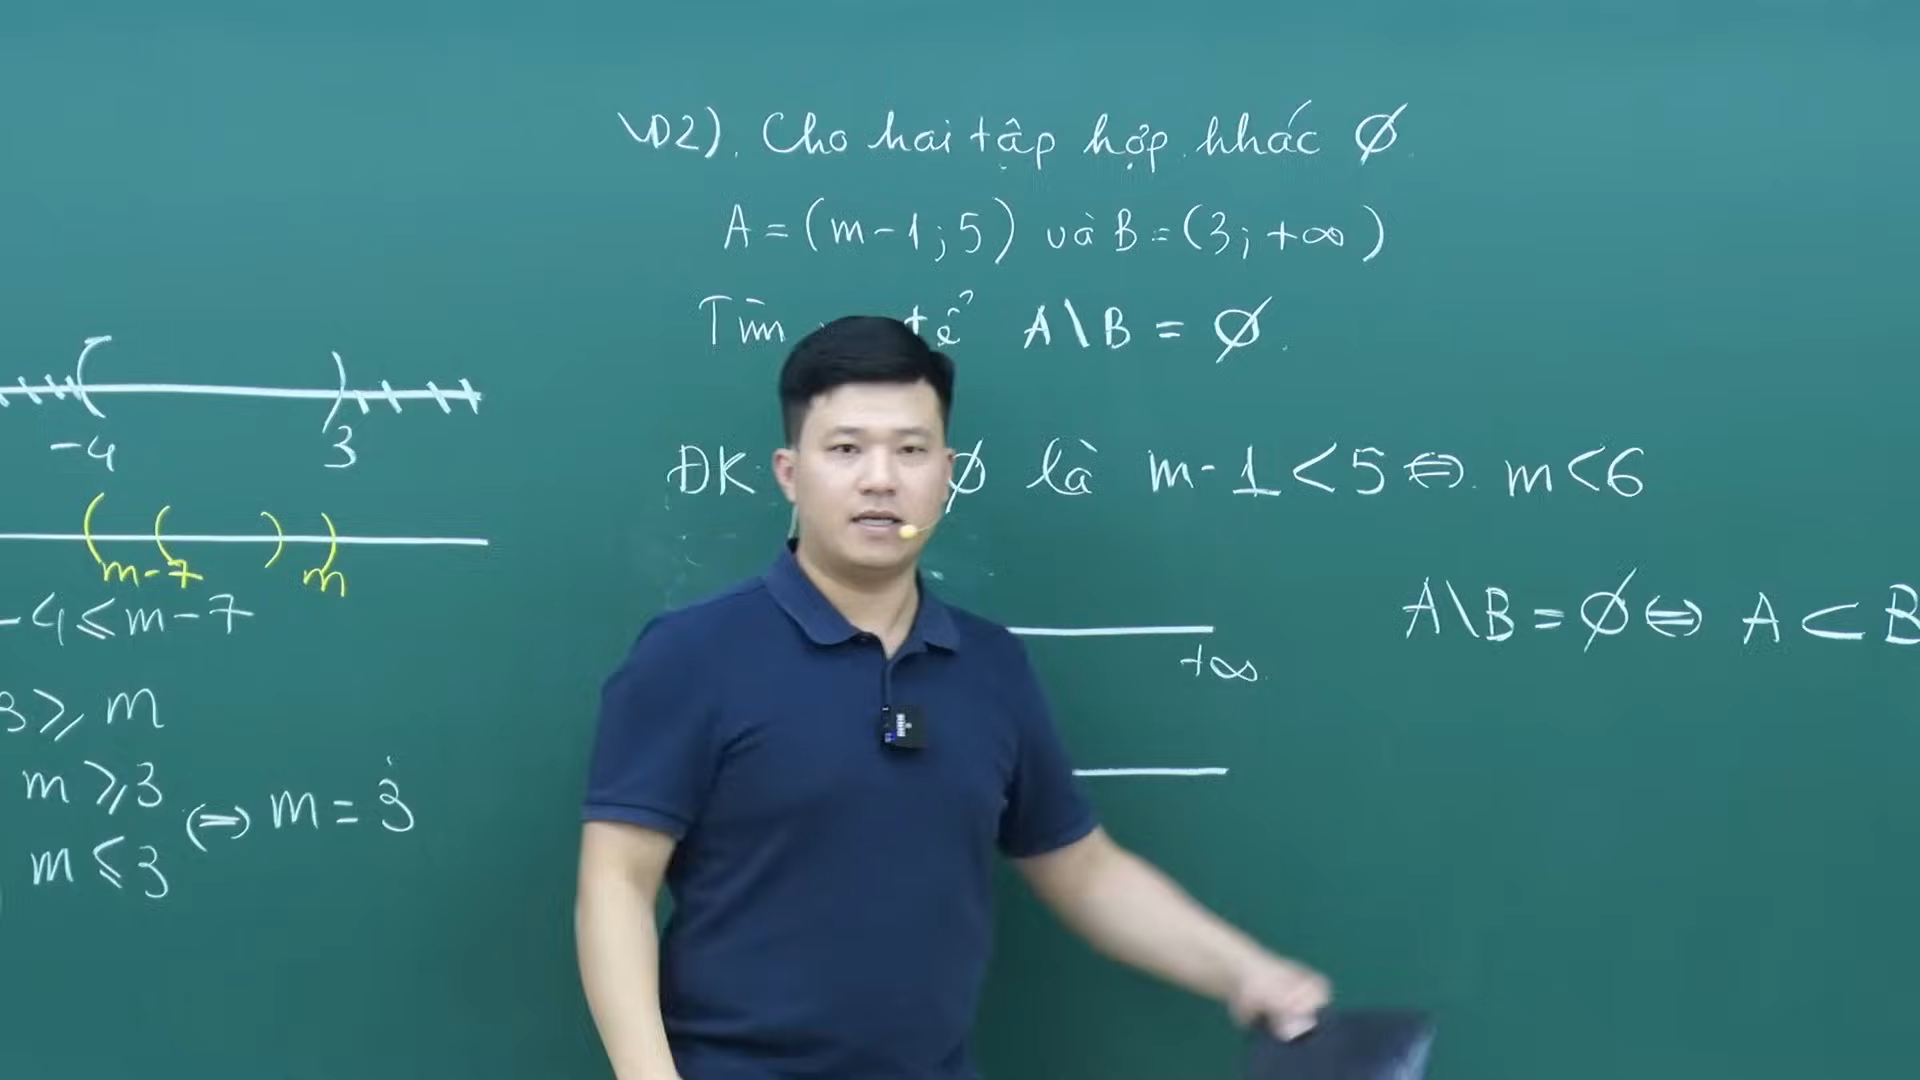 VD2). Cho hai tập hợp khác ∅
A = (m-1; 5) và B = (3; +∞)
Tìm để A\B = ∅.
ĐK ∅ là m-1 < 5 ⇔ m < 6
A\B = ∅ ⇔ A ⊂ B
+∞
-4 3
m-7 m
-4 ≤ m-7
3 ≥ m
m ≥ 3
⇔ m = 3
m ≤ 3